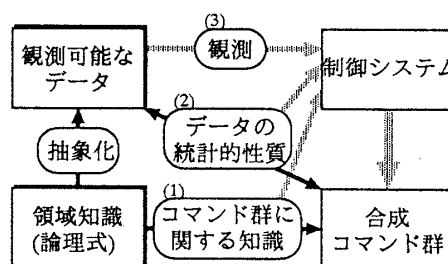 (3)
観測可能な
データ
観測
制御システム
(2)
データの
統計的性質
抽象化
(1)
領域知識
(論理式)
コマンド群に
関する知識
合成
コマンド群